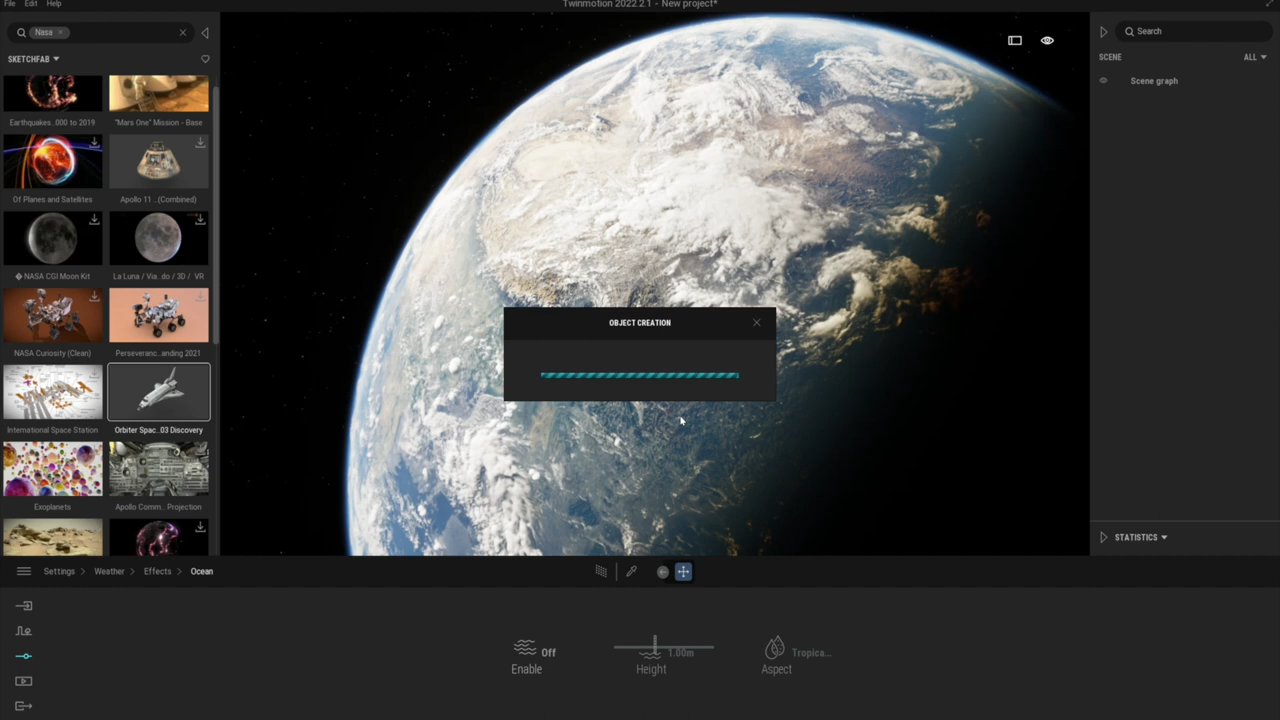 Twinmotion 2022.2.1 - New project*
File Edit Help
Nasa ×
SKETCHFAB
Earthquakes..000 to 2019
"Mars One" Mission - Base
Of Planes and Satellites
Apollo 11 ..(Combined)
� NASA CGI Moon Kit
La Luna / Via..do / 3D / VR
NASA Curiosity (Clean)
Perseveranc..anding 2021
International Space Station
Orbiter Spac..03 Discovery
Exoplanets
Apollo Comm.. Projection
OBJECT CREATION
Search
SCENE
ALL
Scene graph
STATISTICS
Settings > Weather > Effects > Ocean
Off
Enable
1.00m
Height
Tropica...
Aspect